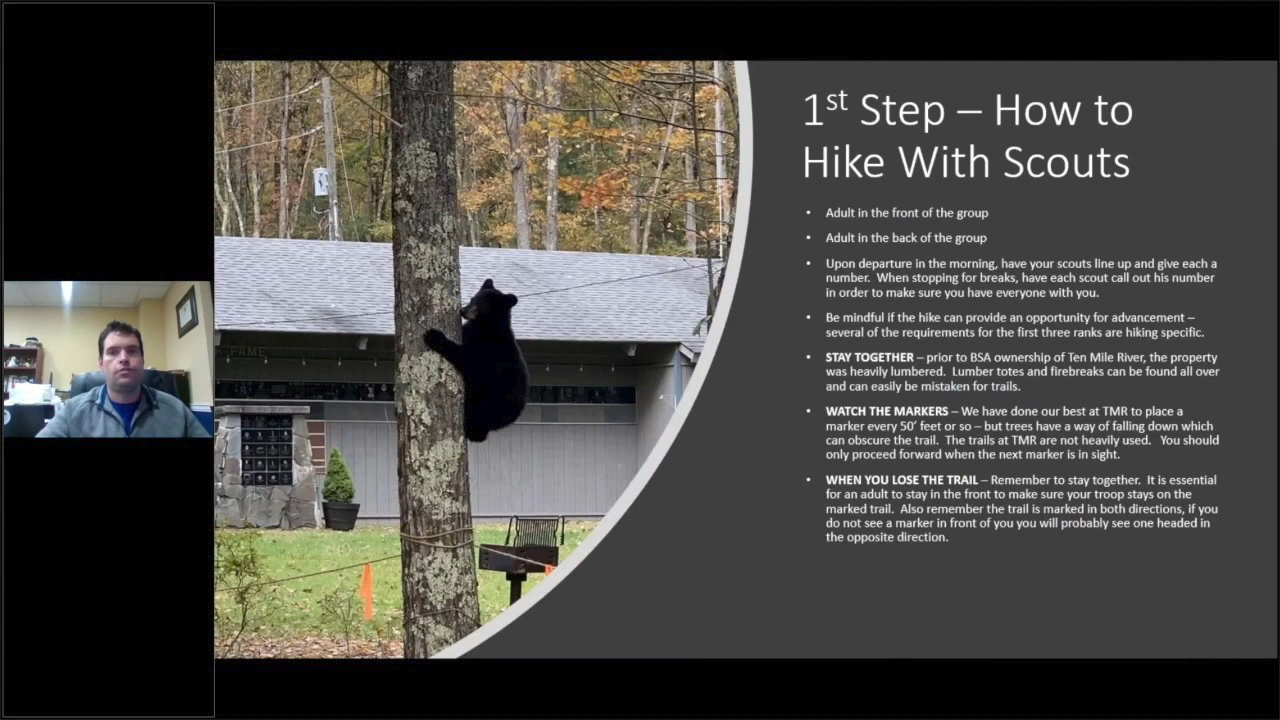 1st Step – How to
Hike With Scouts
• Adult in the front of the group
• Adult in the back of the group
• Upon departure in the morning, have your scouts line up and give each a
number. When stopping for breaks, have each scout call out his number
in order to make sure you have everyone with you.
• Be mindful if the hike can provide an opportunity for advancement –
several of the requirements for the first three ranks are hiking specific.
• STAY TOGETHER – prior to BSA ownership of Ten Mile River, the property
was heavily lumbered. Lumber totes and firebreaks can be found all over
and can easily be mistaken for trails.
• WATCH THE MARKERS – We have done our best at TMR to place a
marker every 50’ feet or so – but trees have a way of falling down which
can obscure the trail. The trails at TMR are not heavily used. You should
only proceed forward when the next marker is in sight.
• WHEN YOU LOSE THE TRAIL – Remember to stay together. It is essential
for an adult to stay in the front to make sure your troop stays on the
marked trail. Also remember the trail is marked in both directions, if you
do not see a marker in front of you you will probably see one headed in
the opposite direction.
FAME